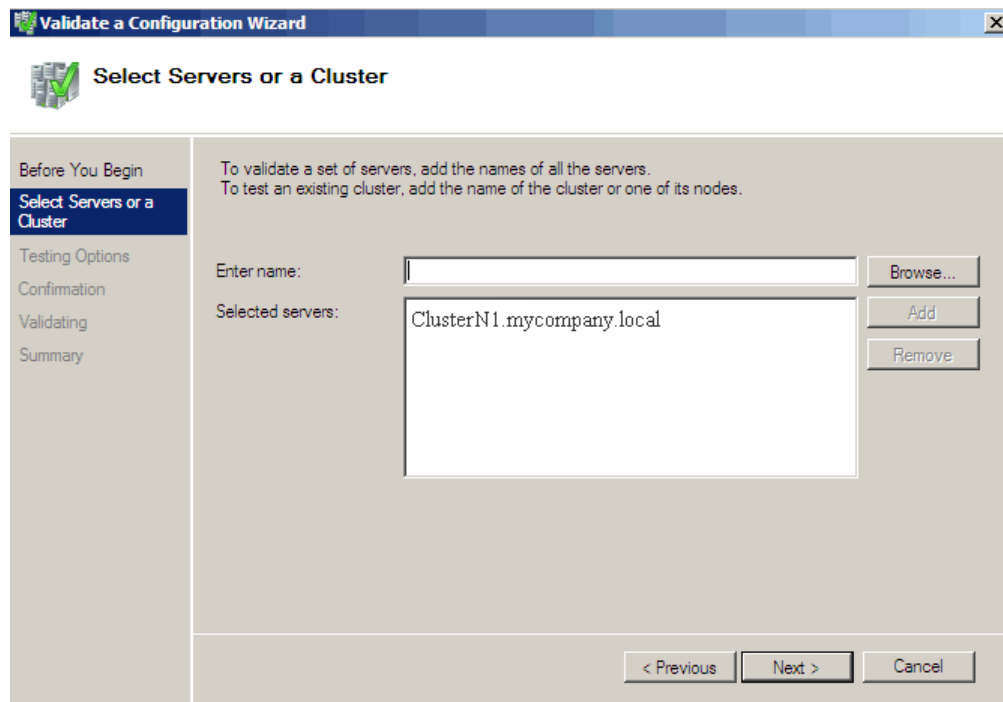 Validate a Configuration Wizard
Select Servers or a Cluster
Before You Begin
Select Servers or a
Cluster
Testing Options
Confirmation
Validating
Summary
To validate a set of servers, add the names of all the servers.
To test an existing cluster, add the name of the cluster or one of its nodes.
Enter name:
Browse...
Selected servers:
ClusterN1.mycompany.local
Add
Remove
< Previous
Next >
Cancel